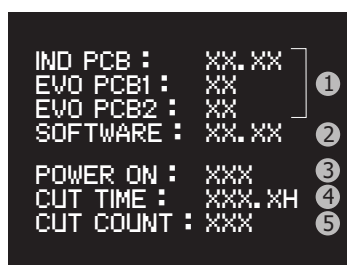 IND PCB : XX.XX
EVO PCB1 : XX 1
EVO PCB2 : XX
SOFTWARE : XX.XX 2
POWER ON : XXX 3
CUT TIME : XXX.XH 4
CUT COUNT : XXX 5